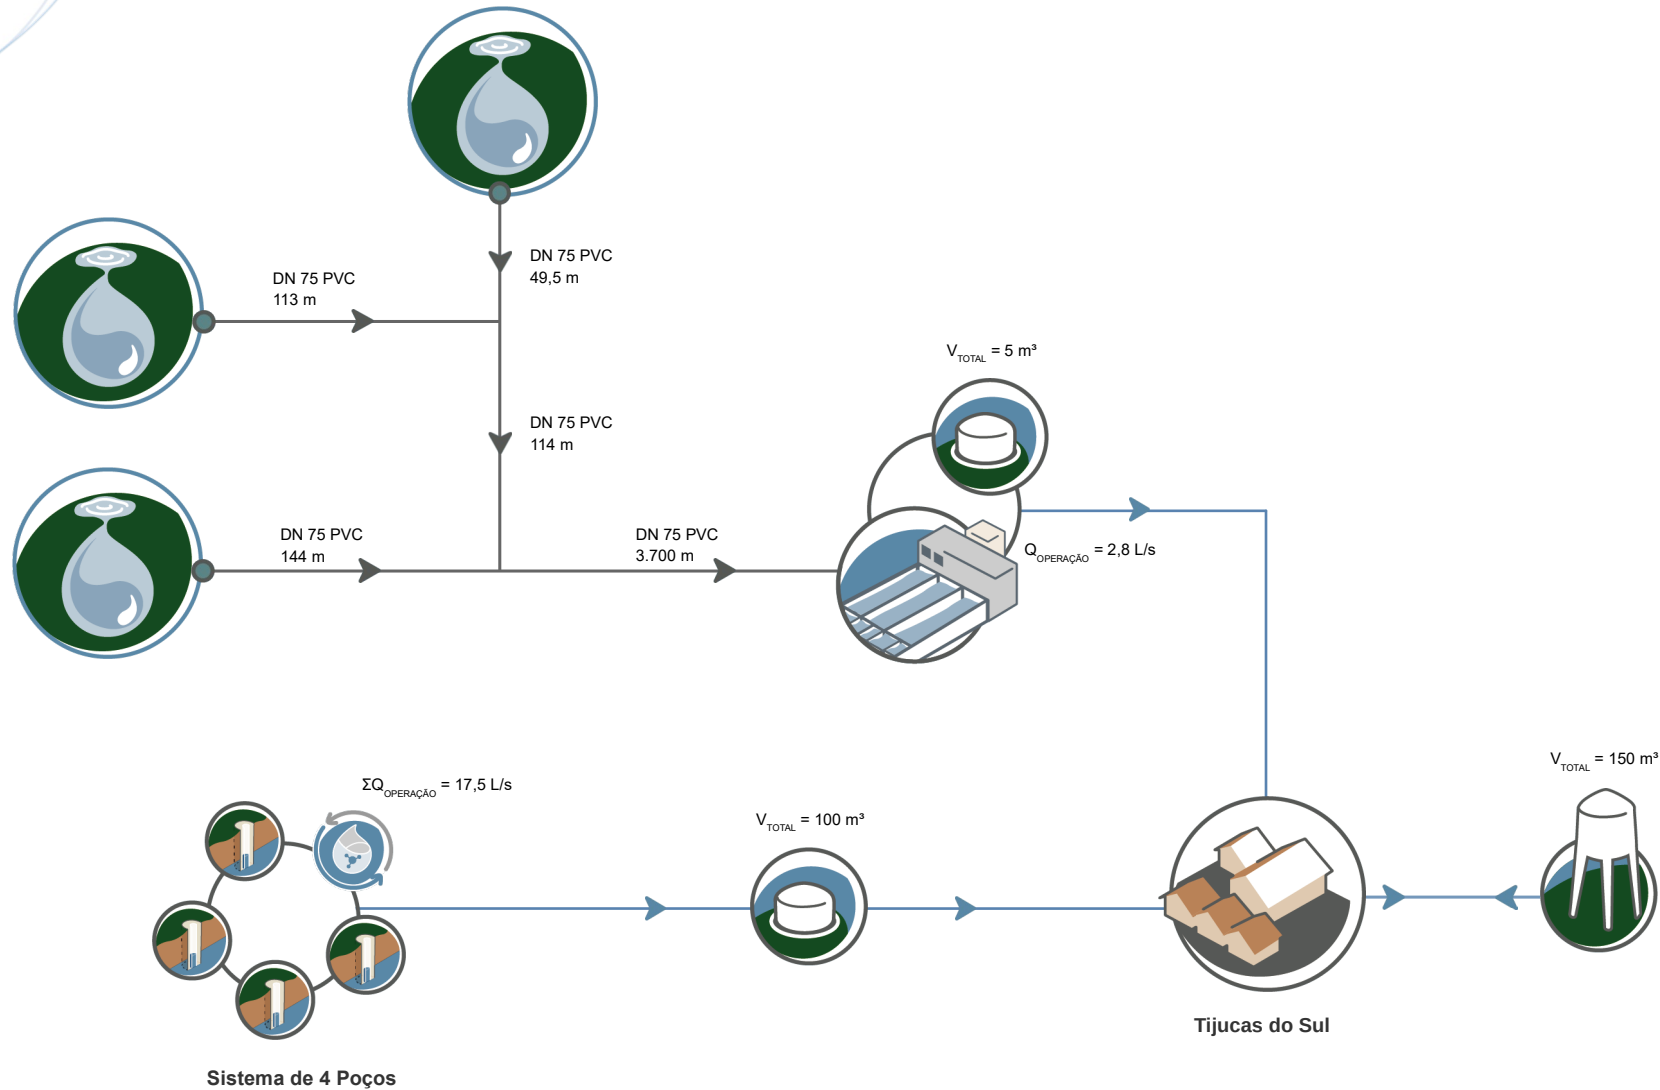 DN 75 PVC
49,5 m
DN 75 PVC
113 m
V_TOTAL = 5 m³
DN 75 PVC
114 m
DN 75 PVC
144 m
DN 75 PVC
3.700 m
Q_OPERAÇÃO = 2,8 L/s
V_TOTAL = 150 m³
ΣQ_OPERAÇÃO = 17,5 L/s
V_TOTAL = 100 m³
Tijucas do Sul
Sistema de 4 Poços